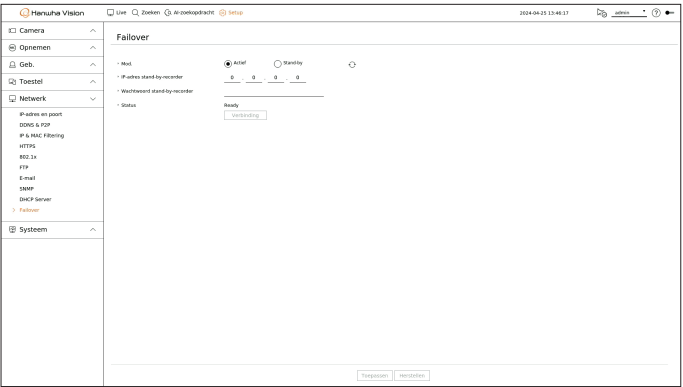 Hanwha Vision
Live Zoeken AI-zoekopdracht Setup 2024-04-25 13:46:17 admin ?
Camera
Opnemen
Geb.
Toestel
Netwerk
IP-adres en poort
DDNS & P2P
IP & MAC Filtering
HTTPS
802.1x
FTP
E-mail
SNMP
DHCP Server
Failover
Systeem
Failover
Mod. Actief Stand-by
IP-adres stand-by-recorder 0 . 0 . 0 . 0
Wachtwoord stand-by-recorder
Status Ready
Verbinding
Toepassen Herstellen